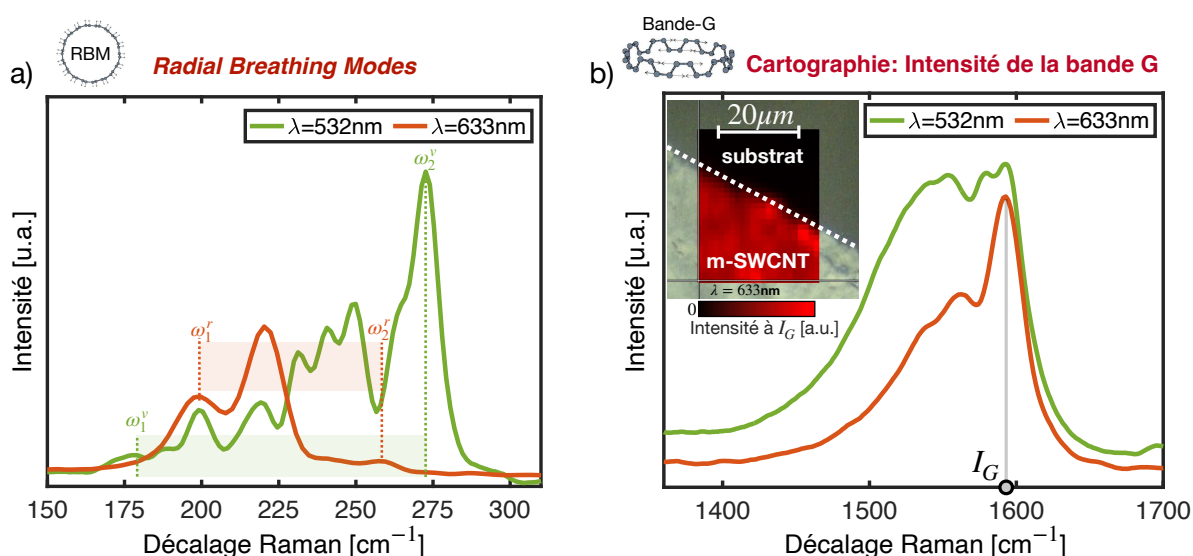 RBM
Radial Breathing Modes
a)
λ=532nm
λ=633nm
ω₂ᵛ
ω₁ʳ
ω₂ʳ
ω₁ᵛ
Intensité [u.a.]
150 175 200 225 250 275 300
Décalage Raman [cm⁻¹]
Bande-G
b)
Cartographie: Intensité de la bande G
λ=532nm
λ=633nm
20μm
substrat
m-SWCNT
λ = 633nm
0
Intensité à I_G [a.u.]
I_G
Intensité [u.a.]
1400 1500 1600 1700
Décalage Raman [cm⁻¹]